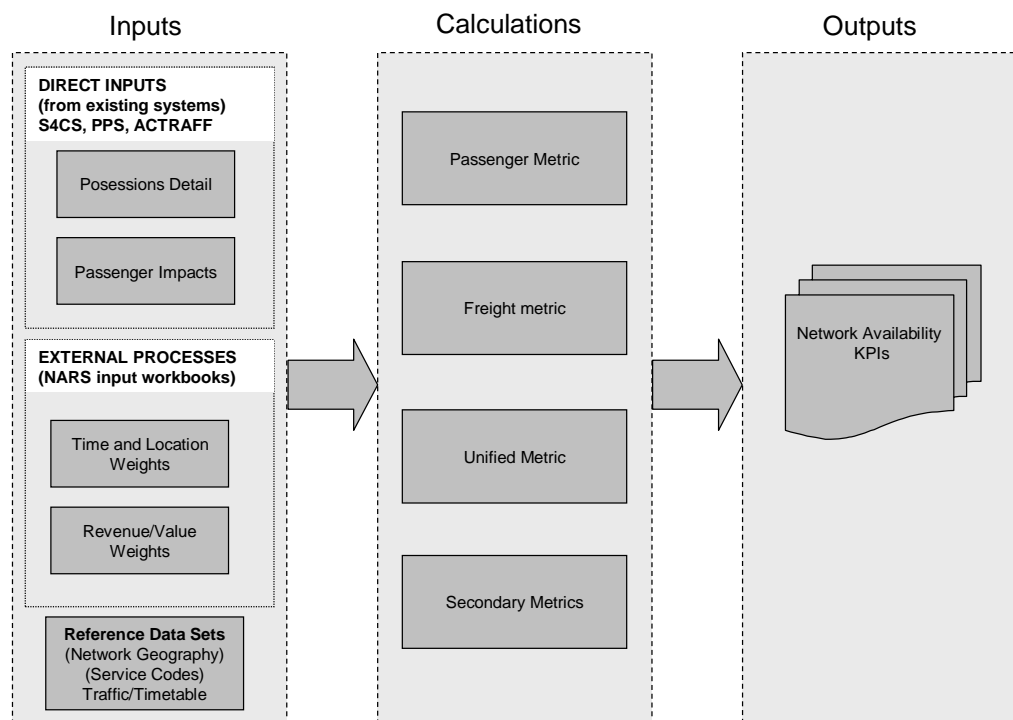 Inputs
DIRECT INPUTS
(from existing systems)
S4CS, PPS, ACTRAFF
Posessions Detail
Passenger Impacts
EXTERNAL PROCESSES
(NARS input workbooks)
Time and Location
Weights
Revenue/Value
Weights
Reference Data Sets
(Network Geography)
(Service Codes)
Traffic/Timetable
Calculations
Passenger Metric
Freight metric
Unified Metric
Secondary Metrics
Outputs
Network Availability
KPIs